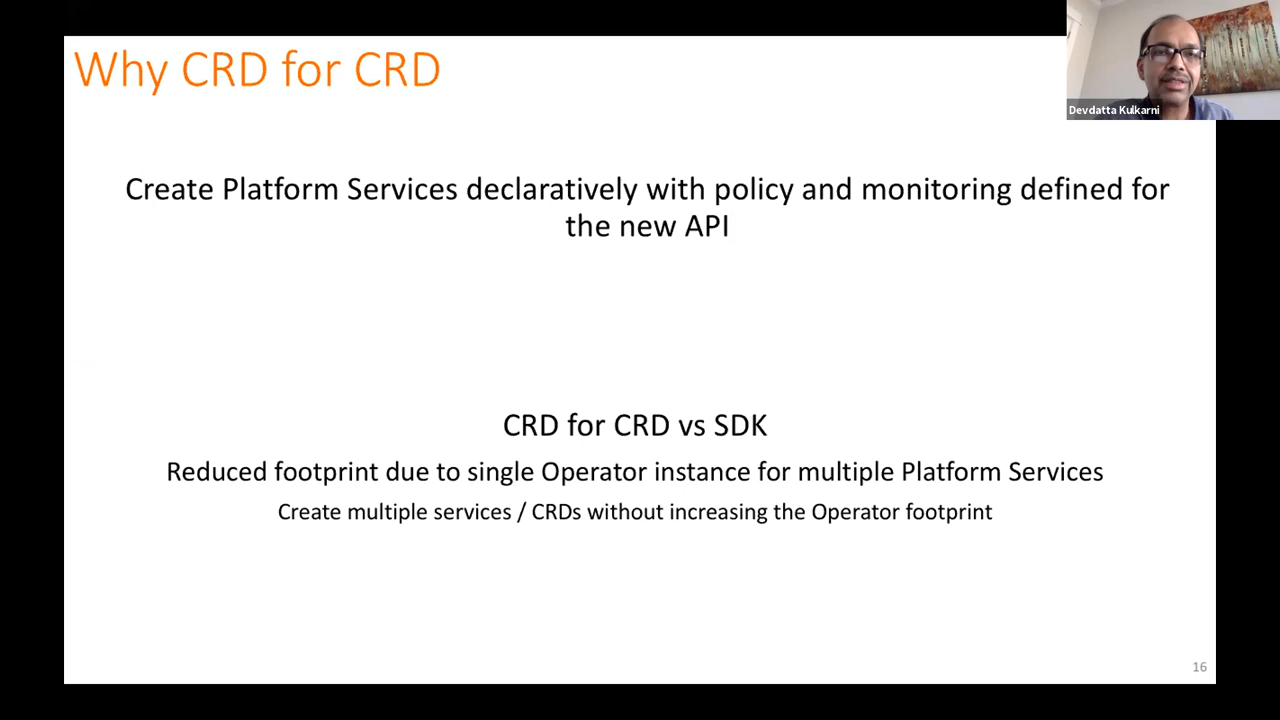 Why CRD for CRD
Devdatta Kulkarni
Create Platform Services declaratively with policy and monitoring defined for
the new API
CRD for CRD vs SDK
Reduced footprint due to single Operator instance for multiple Platform Services
Create multiple services / CRDs without increasing the Operator footprint
16